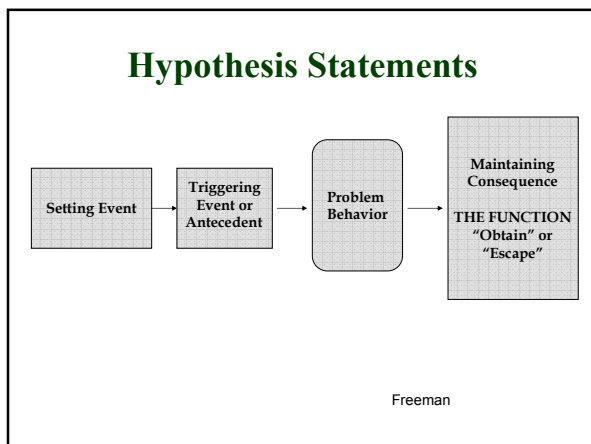 Hypothesis Statements
Setting Event
Triggering
Event or
Antecedent
Problem
Behavior
Maintaining
Consequence
THE FUNCTION
“Obtain” or
“Escape”
Freeman